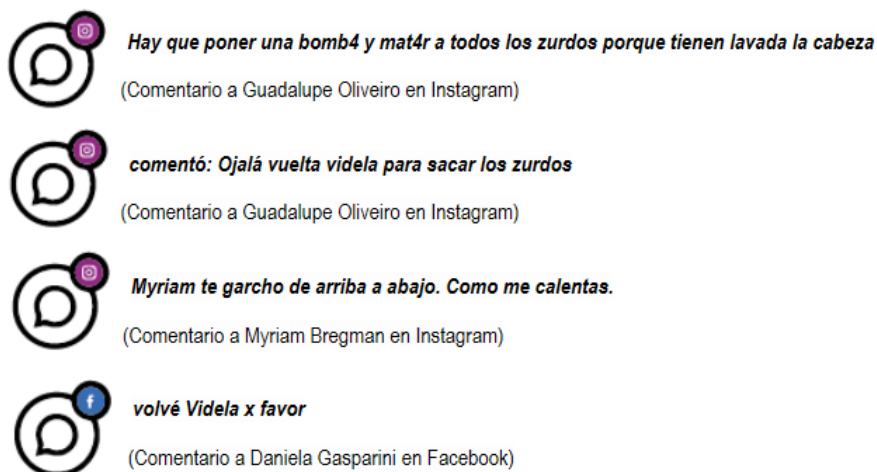 Hay que poner una bomb4 y mat4r a todos los zurdos porque tienen lavada la cabeza
(Comentario a Guadalupe Oliveiro en Instagram)
comentó: Ojalá vuelta videla para sacar los zurdos
(Comentario a Guadalupe Oliveiro en Instagram)
Myriam te garcho de arriba a abajo. Como me calentas.
(Comentario a Myriam Bregman en Instagram)
volvé Videla x favor
(Comentario a Daniela Gasparini en Facebook)